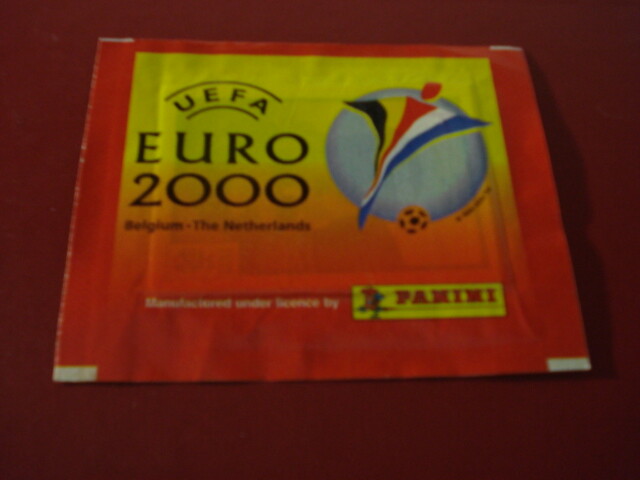 UEFA
EURO
2000
Belgium - The Netherlands
Manufactured under licence by
PANINI